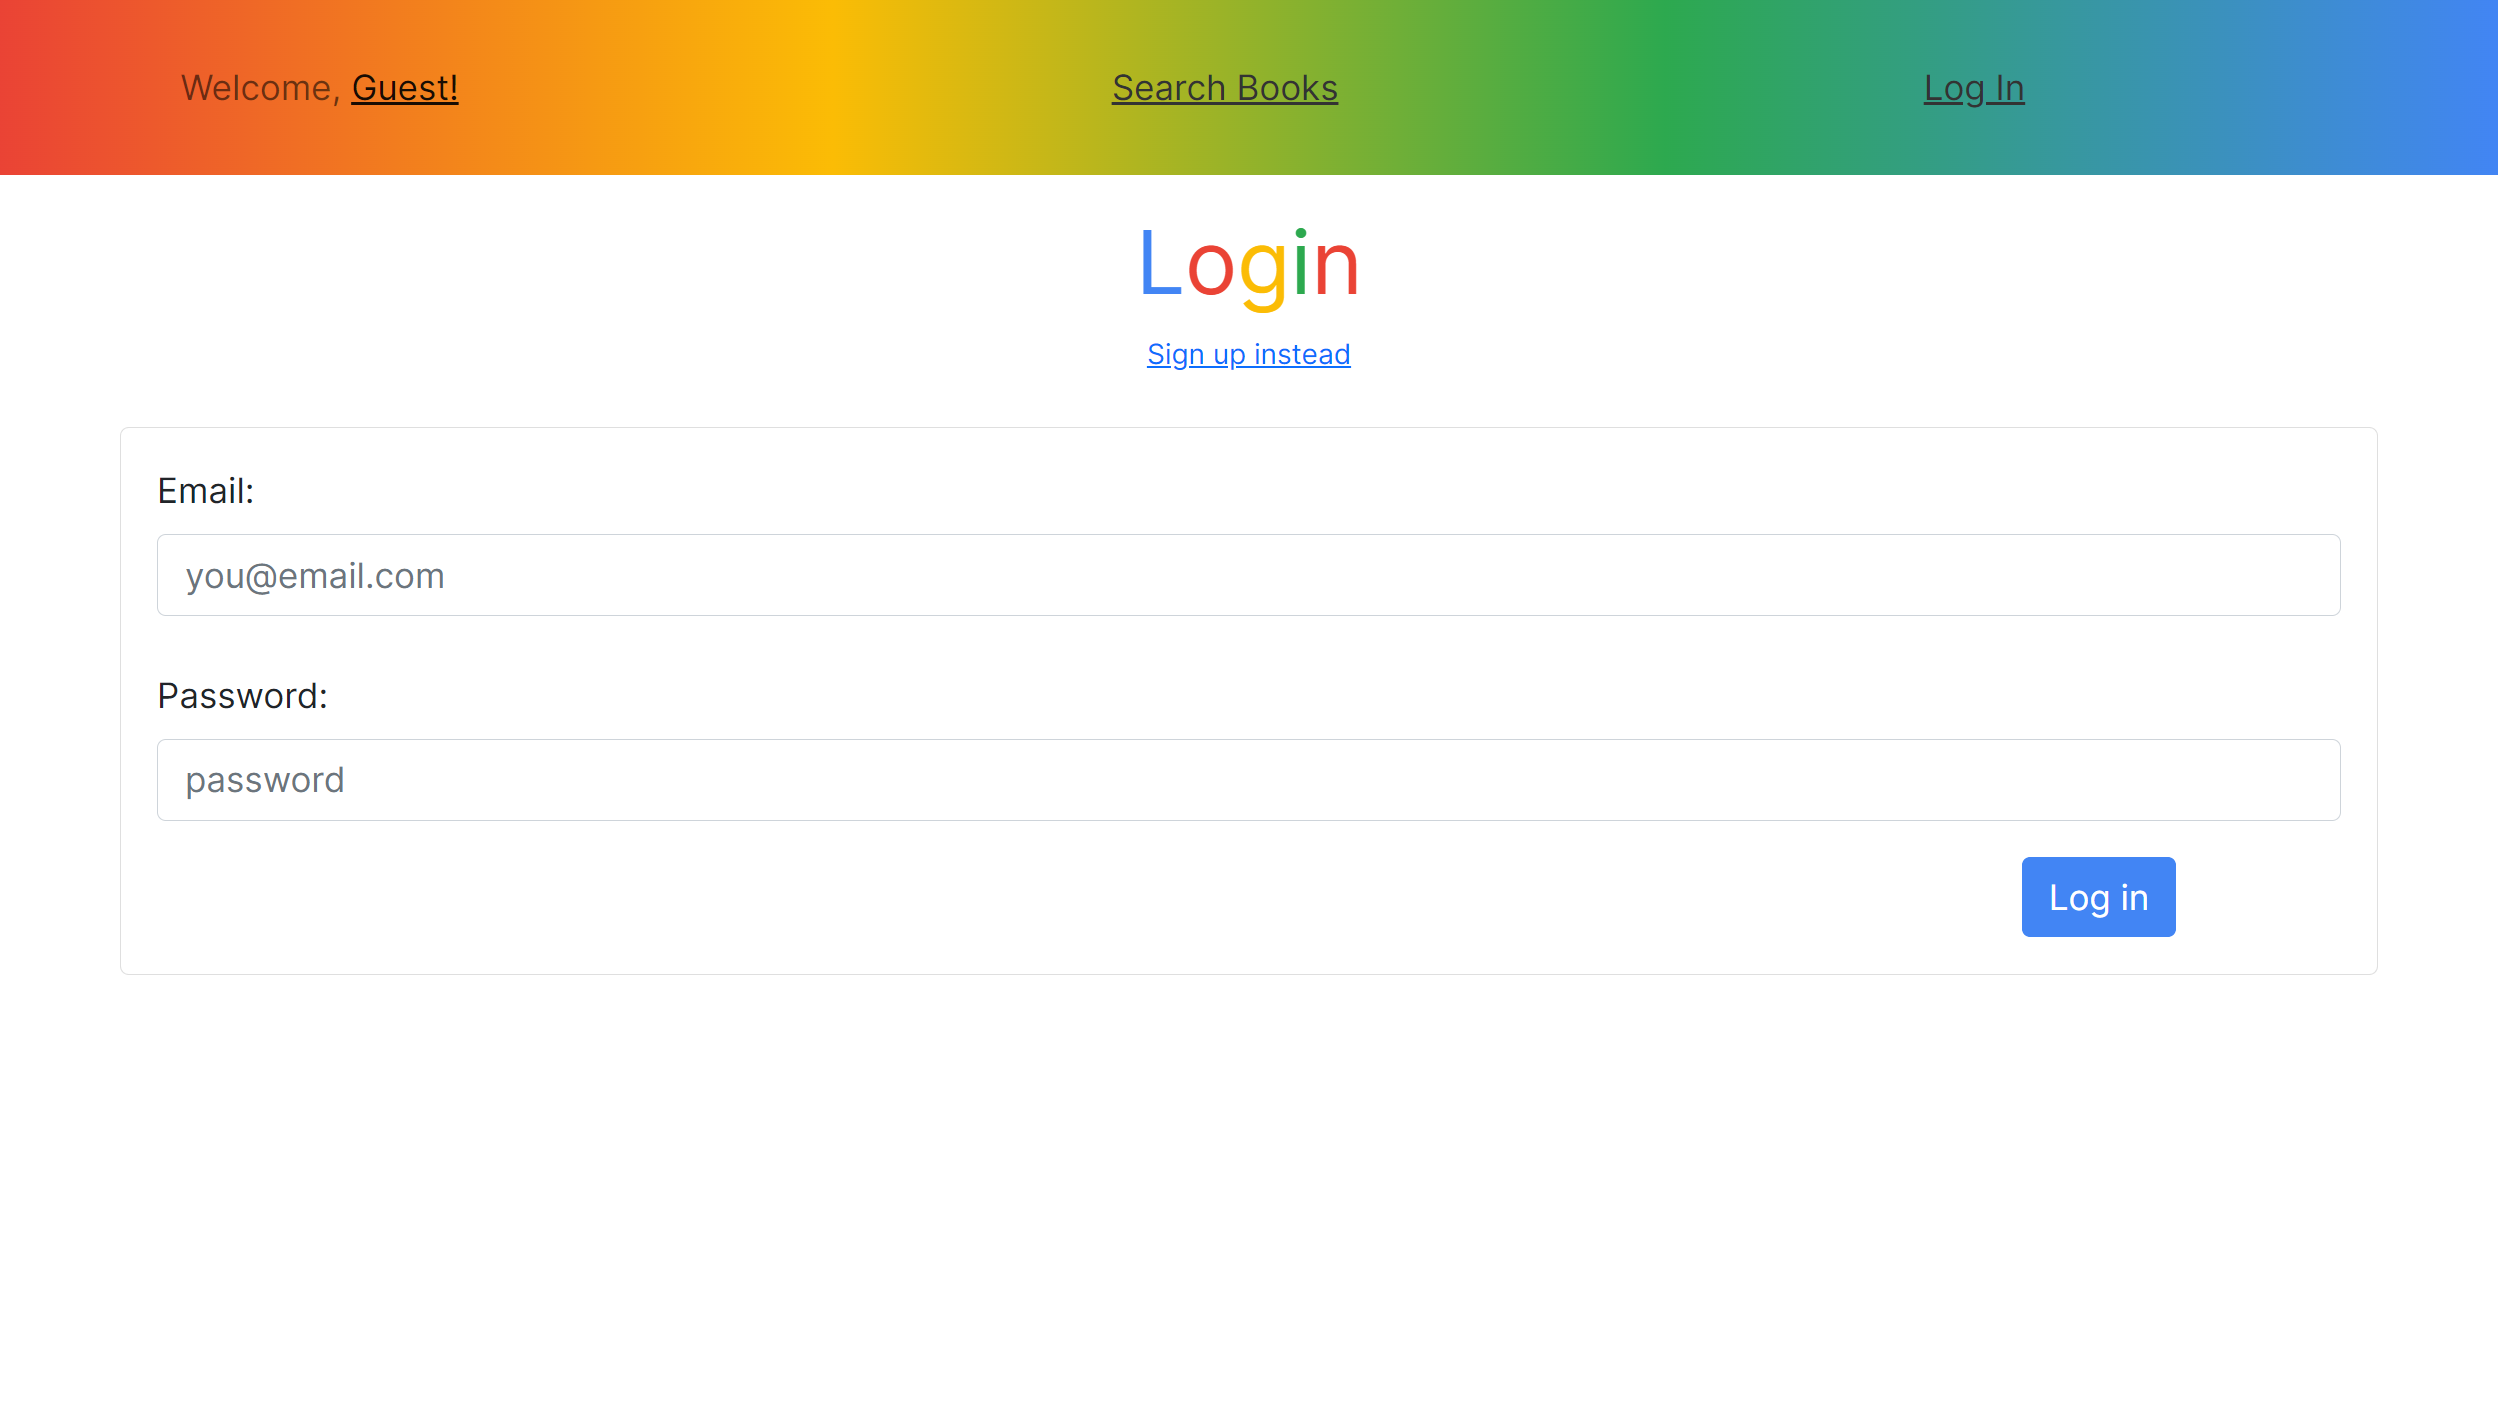 Welcome, Guest! Search Books Log In
Login
Sign up instead
Email:
you@email.com
Password:
password
Log in